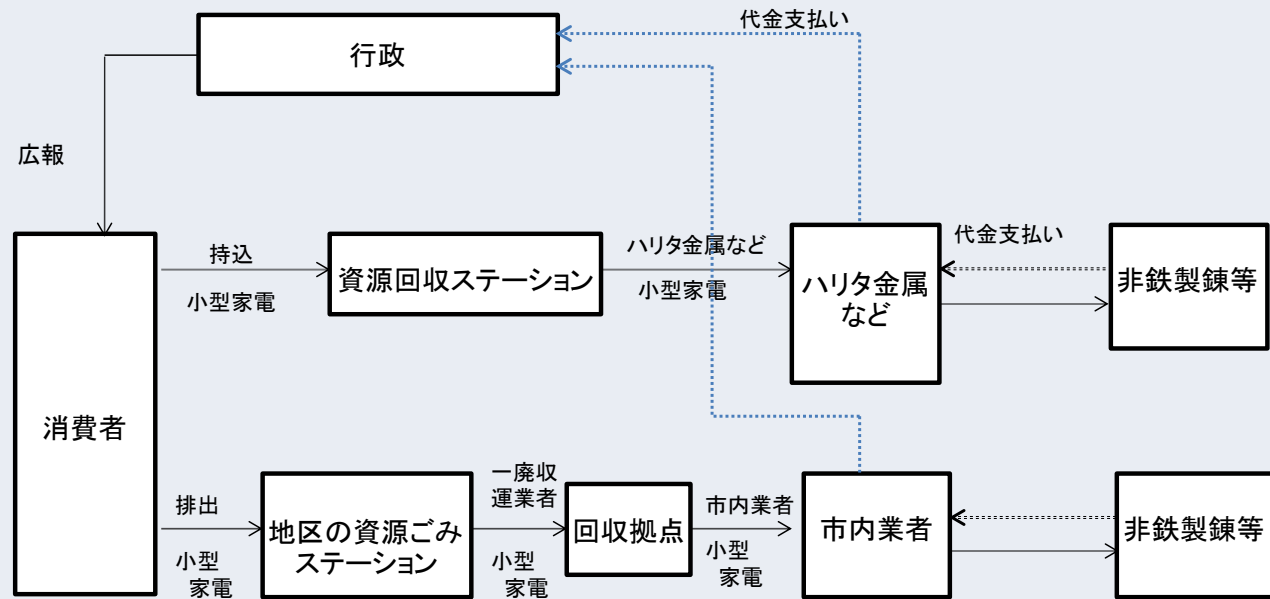 代金支払い
行政
広報
持込
小型家電
資源回収ステーション
ハリタ金属など
小型家電
ハリタ金属
など
代金支払い
非鉄製錬等
消費者
排出
小型
家電
地区の資源ごみ
ステーション
一廃収
運業者
小型
家電
回収拠点
市内業者
小型
家電
市内業者
非鉄製錬等